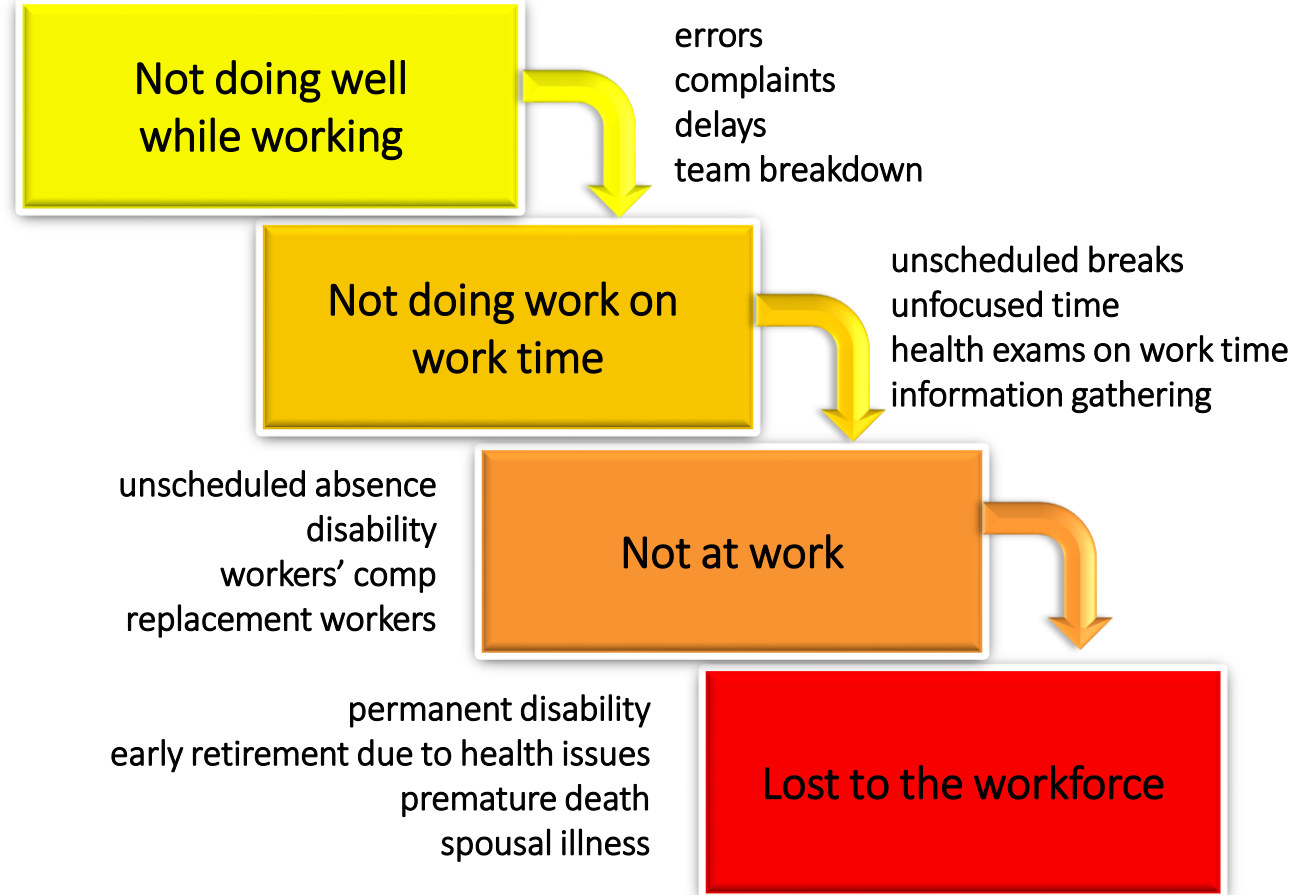 Not doing well
while working
errors
complaints
delays
team breakdown
Not doing work on
work time
unscheduled breaks
unfocused time
health exams on work time
information gathering
unscheduled absence
disability
workers’ comp
replacement workers
Not at work
permanent disability
early retirement due to health issues
premature death
spousal illness
Lost to the workforce